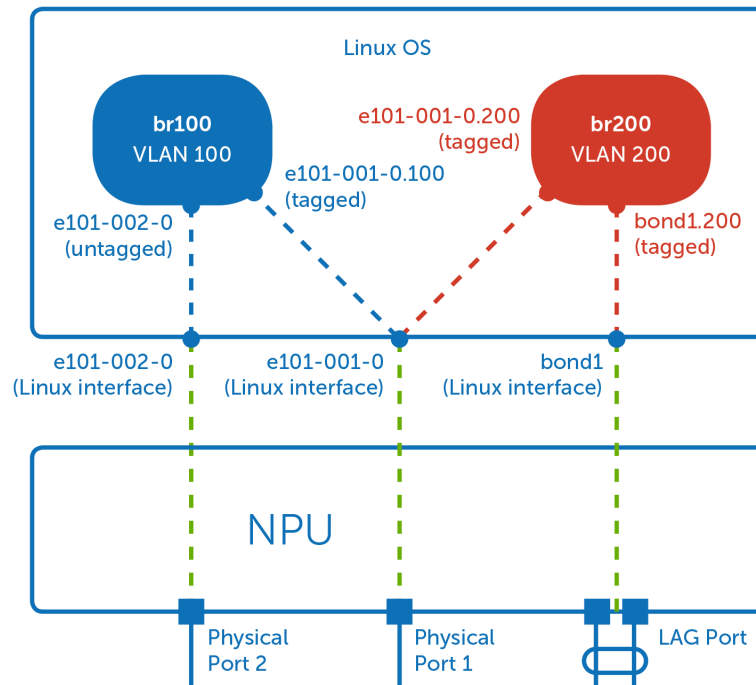 Linux OS
br100
VLAN 100
e101-001-0.200
(tagged)
br200
VLAN 200
e101-001-0.100
(tagged)
e101-002-0
(untagged)
bond1.200
(tagged)
e101-002-0
(Linux interface)
e101-001-0
(Linux interface)
bond1
(Linux interface)
NPU
Physical
Port 2
Physical
Port 1
LAG Port